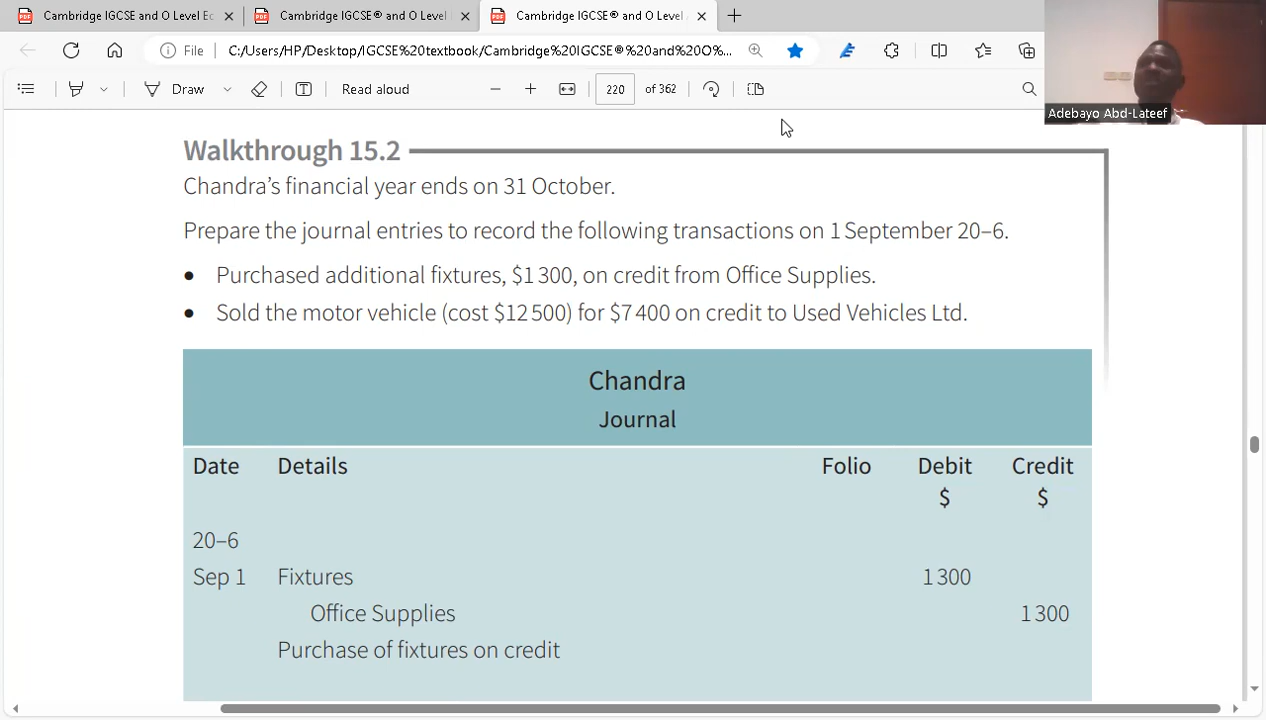 Cambridge IGCSE and O Level Ec
Cambridge IGCSE® and O Level
Cambridge IGCSE® and O Level
File
C:/Users/HP/Desktop/IGCSE%20textbook/Cambridge%20IGCSE®%20and%20O%...
Draw
Read aloud
220
of 362
Adebayo Abd-Lateef
Walkthrough 15.2
Chandra's financial year ends on 31 October.
Prepare the journal entries to record the following transactions on 1 September 20–6.
• Purchased additional fixtures, $1 300, on credit from Office Supplies.
• Sold the motor vehicle (cost $12 500) for $7 400 on credit to Used Vehicles Ltd.
Chandra
Journal
Date Details Folio Debit Credit
$ $
20–6
Sep 1 Fixtures 1 300
Office Supplies 1 300
Purchase of fixtures on credit